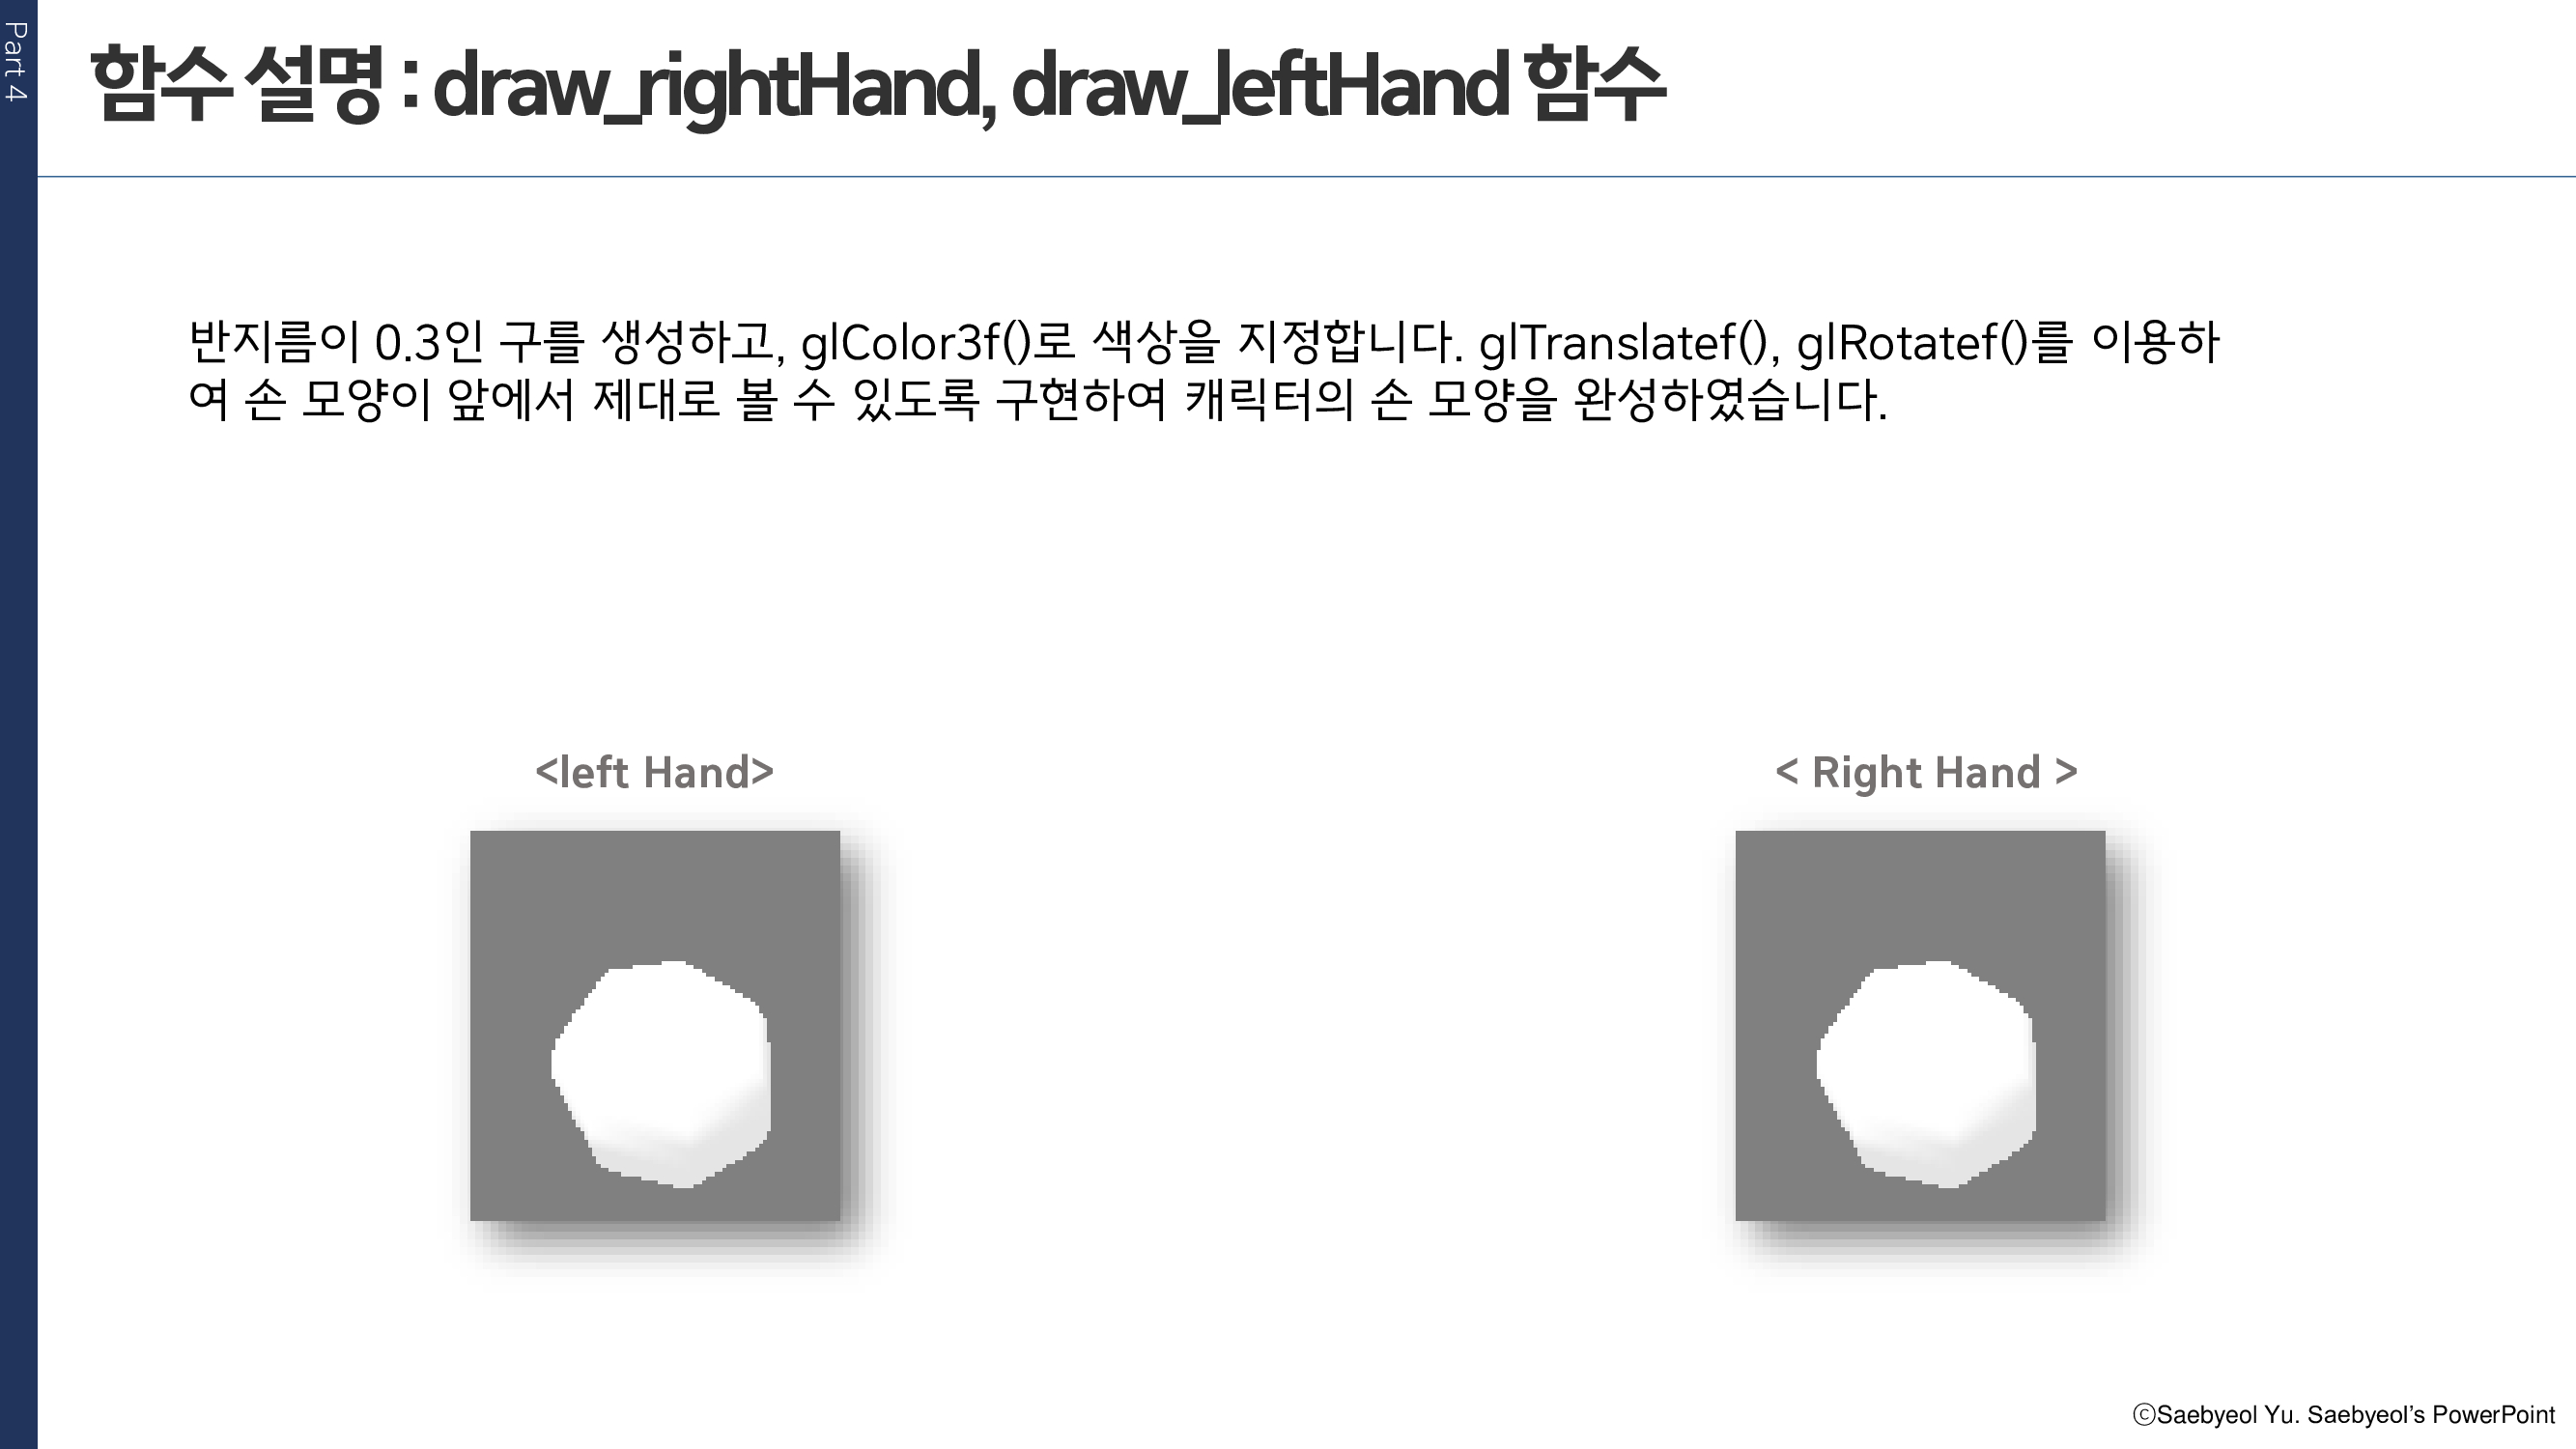 Part 4
함수 설명 : draw_rightHand, draw_leftHand 함수
반지름이 0.3인 구를 생성하고, glColor3f()로 색상을 지정합니다. glTranslatef(), glRotatef()를 이용하
여 손 모양이 앞에서 제대로 볼 수 있도록 구현하여 캐릭터의 손 모양을 완성하였습니다.
<left Hand>
< Right Hand >
ⓒSaebyeol Yu. Saebyeol’s PowerPoint